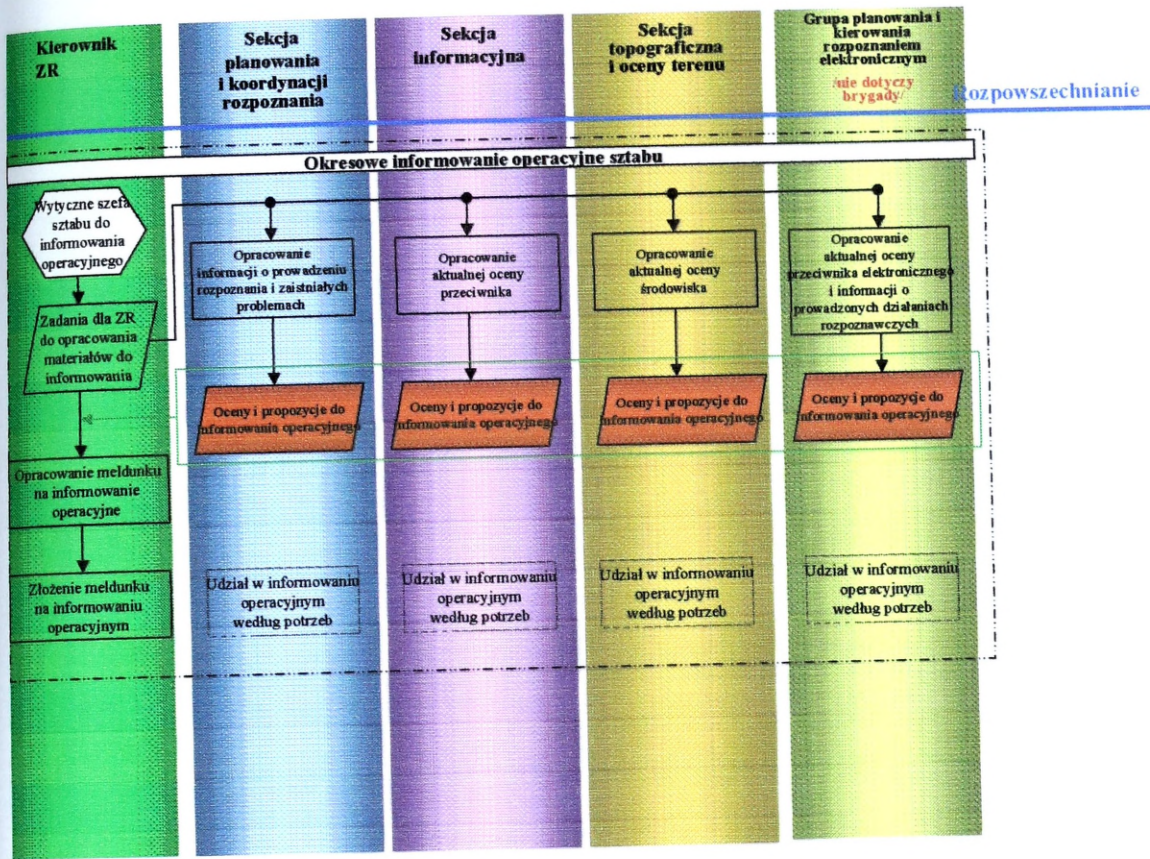 Kierownik
ZR
Sekcja
planowania
i koordynacji
rozpoznania
Sekcja
informacyjna
Sekcja
topograficzna
i oceny terenu
Grupa planowania i
kierowania
rozpoznaniem
elektronicznym
/nie dotyczy
brygady/
Rozpowszechnianie
Okresowe informowanie operacyjne sztabu
Wytyczne szefa
sztabu do
informowania
operacyjnego
Zadania dla ZR
do opracowania
materiałów do
informowania
Opracowanie meldunku
na informowanie
operacyjne
Złożenie meldunku
na informowaniu
operacyjnym
Opracowanie
informacji o prowadzeniu
rozpoznania i zaistniałych
problemach
Oceny i propozycje do
informowania operacyjnego
Udział w informowaniu
operacyjnym
według potrzeb
Opracowanie
aktualnej oceny
przeciwnika
Oceny i propozycje do
informowania operacyjnego
Udział w informowaniu
operacyjnym
według potrzeb
Opracowanie
aktualnej oceny
środowiska
Oceny i propozycje do
informowania operacyjnego
Udział w informowaniu
operacyjnym
według potrzeb
Opracowanie
aktualnej oceny
przeciwnika elektronicznego
i informacji o
prowadzonych działaniach
rozpoznawczych
Oceny i propozycje do
informowania operacyjnego
Udział w informowaniu
operacyjnym
według potrzeb